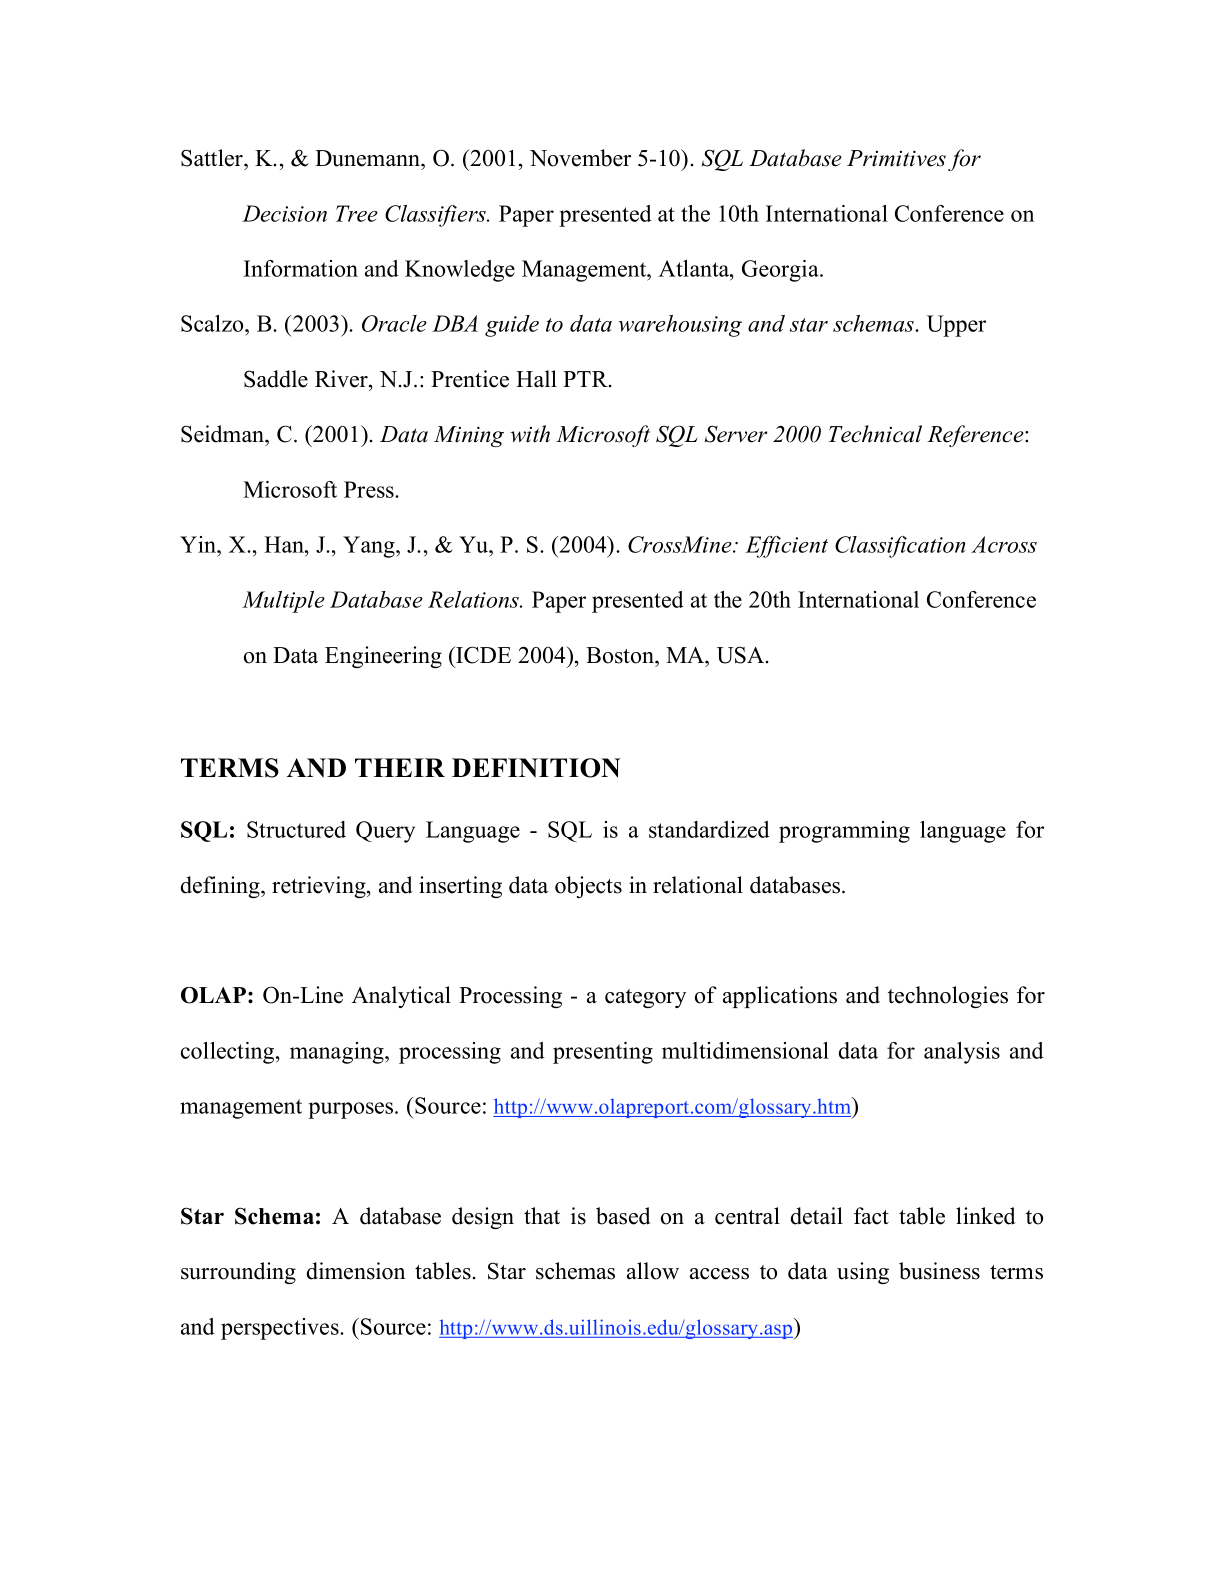 Sattler, K., & Dunemann, O. (2001, November 5-10). SQL Database Primitives for
Decision Tree Classifiers. Paper presented at the 10th International Conference on
Information and Knowledge Management, Atlanta, Georgia.
Scalzo, B. (2003). Oracle DBA guide to data warehousing and star schemas. Upper
Saddle River, N.J.: Prentice Hall PTR.
Seidman, C. (2001). Data Mining with Microsoft SQL Server 2000 Technical Reference:
Microsoft Press.
Yin, X., Han, J., Yang, J., & Yu, P. S. (2004). CrossMine: Efficient Classification Across
Multiple Database Relations. Paper presented at the 20th International Conference
on Data Engineering (ICDE 2004), Boston, MA, USA.
TERMS AND THEIR DEFINITION
SQL: Structured Query Language - SQL is a standardized programming language for
defining, retrieving, and inserting data objects in relational databases.
OLAP: On-Line Analytical Processing - a category of applications and technologies for
collecting, managing, processing and presenting multidimensional data for analysis and
management purposes. (Source: http://www.olapreport.com/glossary.htm)
Star Schema: A database design that is based on a central detail fact table linked to
surrounding dimension tables. Star schemas allow access to data using business terms
and perspectives. (Source: http://www.ds.uillinois.edu/glossary.asp)